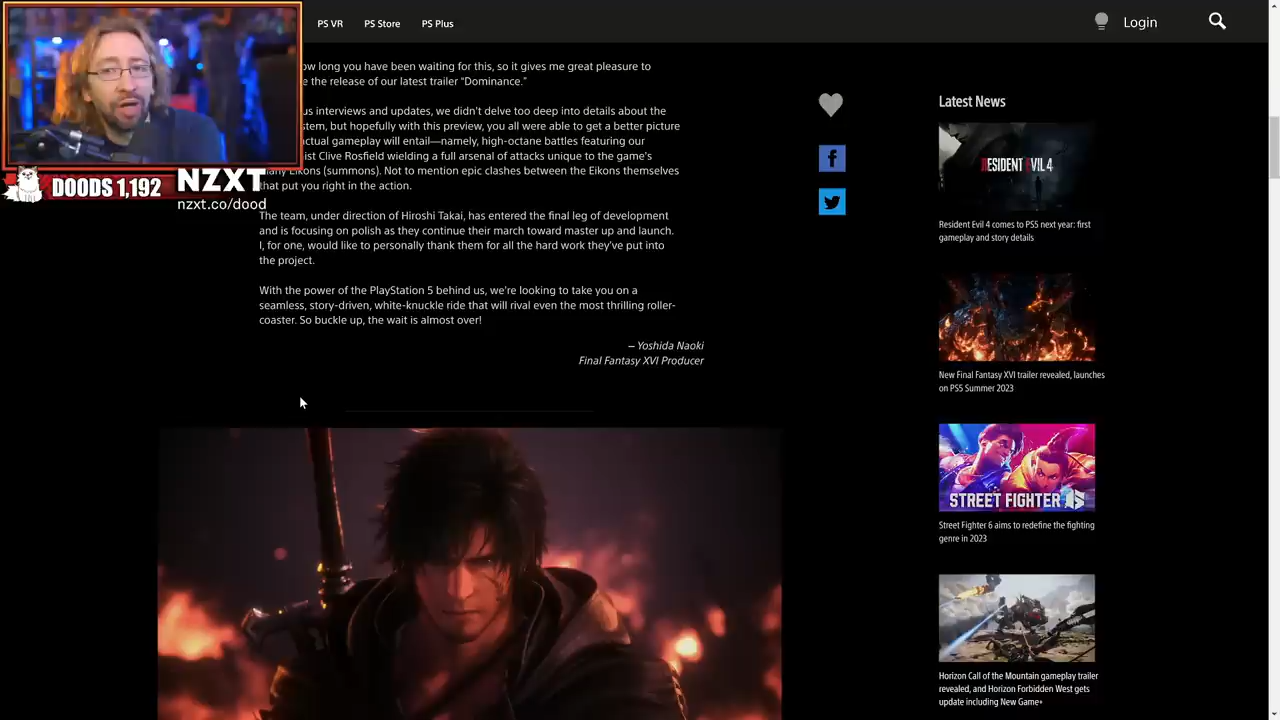 PS VR PS Store PS Plus Login
ow long you have been waiting for this, so it gives me great pleasure to
e the release of our latest trailer "Dominance."
us interviews and updates, we didn't delve too deep into details about the
stem, but hopefully with this preview, you all were able to get a better picture
actual gameplay will entail—namely, high-octane battles featuring our
ist Clive Rosfield wielding a full arsenal of attacks unique to the game's
many Eikons (summons). Not to mention epic clashes between the Eikons themselves
that put you right in the action.
The team, under direction of Hiroshi Takai, has entered the final leg of development
and is focusing on polish as they continue their march toward master up and launch.
I, for one, would like to personally thank them for all the hard work they've put into
the project.
With the power of the PlayStation 5 behind us, we're looking to take you on a
seamless, story-driven, white-knuckle ride that will rival even the most thrilling roller-
coaster. So buckle up, the wait is almost over!
– Yoshida Naoki
Final Fantasy XVI Producer
DOODS 1,192
NZXT
nzxt.co/dood
Latest News
RESIDENT EVIL 4
Resident Evil 4 comes to PS5 next year: first
gameplay and story details
New Final Fantasy XVI trailer revealed, launches
on PS5 Summer 2023
STREET FIGHTER 6
Street Fighter 6 aims to redefine the fighting
genre in 2023
Horizon Call of the Mountain gameplay trailer
revealed, and Horizon Forbidden West gets
update including New Game+